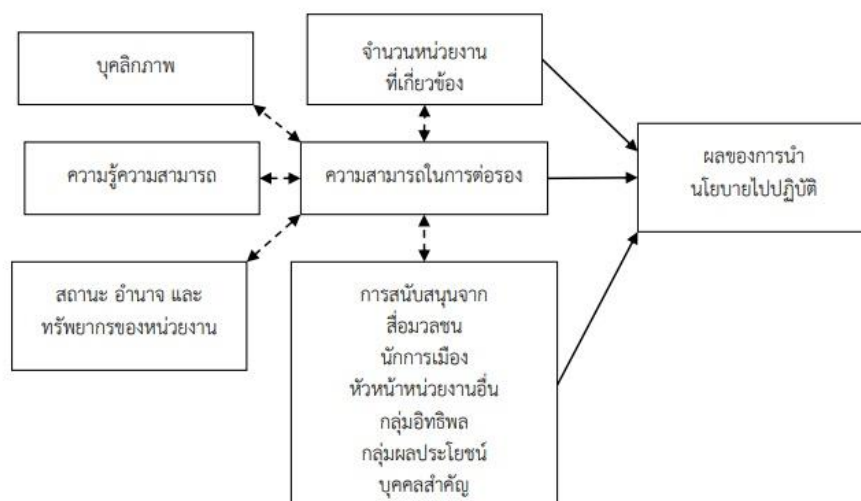 บุคลิกภาพ
จำนวนหน่วยงาน
ที่เกี่ยวข้อง
ความรู้ความสามารถ
ความสามารถในการต่อรอง
ผลของการนำ
นโยบายไปปฏิบัติ
สถานะ อำนาจ และ
ทรัพยากรของหน่วยงาน
การสนับสนุนจาก
สื่อมวลชน
นักการเมือง
หัวหน้าหน่วยงานอื่น
กลุ่มอิทธิพล
กลุ่มผลประโยชน์
บุคคลสำคัญ